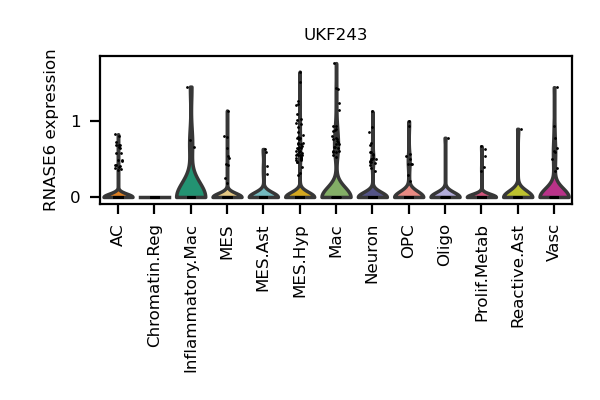 UKF243
RNASE6 expression
1
0
AC
Chromatin.Reg
Inflammatory.Mac
MES
MES.Ast
MES.Hyp
Mac
Neuron
OPC
Oligo
Prolif.Metab
Reactive.Ast
Vasc